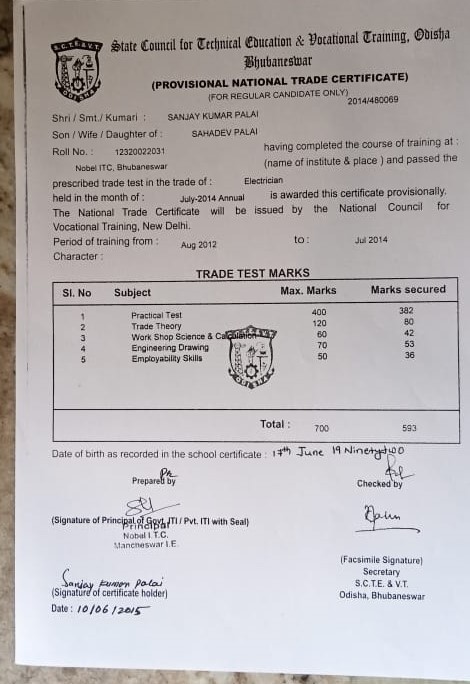 S.C.T.E. & V.T.
ODISHA
State Council for Technical Education & Vocational Training, Odisha
Bhubaneswar
(PROVISIONAL NATIONAL TRADE CERTIFICATE)
(FOR REGULAR CANDIDATE ONLY)
2014/480069
Shri / Smt./ Kumari : SANJAY KUMAR PALAI
Son / Wife / Daughter of : SAHADEV PALAI
Roll No. : 12320022031 having completed the course of training at :
Nobel ITC, Bhubaneswar (name of institute & place ) and passed the
prescribed trade test in the trade of : Electrician
held in the month of : July-2014 Annual is awarded this certificate provisionally.
The National Trade Certificate will be issued by the National Council for
Vocational Training, New Delhi.
Period of training from : Aug 2012 to : Jul 2014
Character :
TRADE TEST MARKS
Sl. No Subject Max. Marks Marks secured
1 Practical Test 400 382
2 Trade Theory 120 80
3 Work Shop Science & Calculation 60 42
4 Engineering Drawing 70 53
5 Employability Skills 50 36
ODISHA
Total : 700 593
Date of birth as recorded in the school certificate : 17th June 19 Ninetytwo
Prepared by Checked by
(Signature of Principal of Govt. ITI / Pvt. ITI with Seal)
Principal
Nobel I.T.C.
Mancheswar I.E.
(Facsimile Signature)
Secretary
S.C.T.E. & V.T.
Odisha, Bhubaneswar
Sanjay Kumar Palai
(Signature of certificate holder)
Date : 10/06/2015